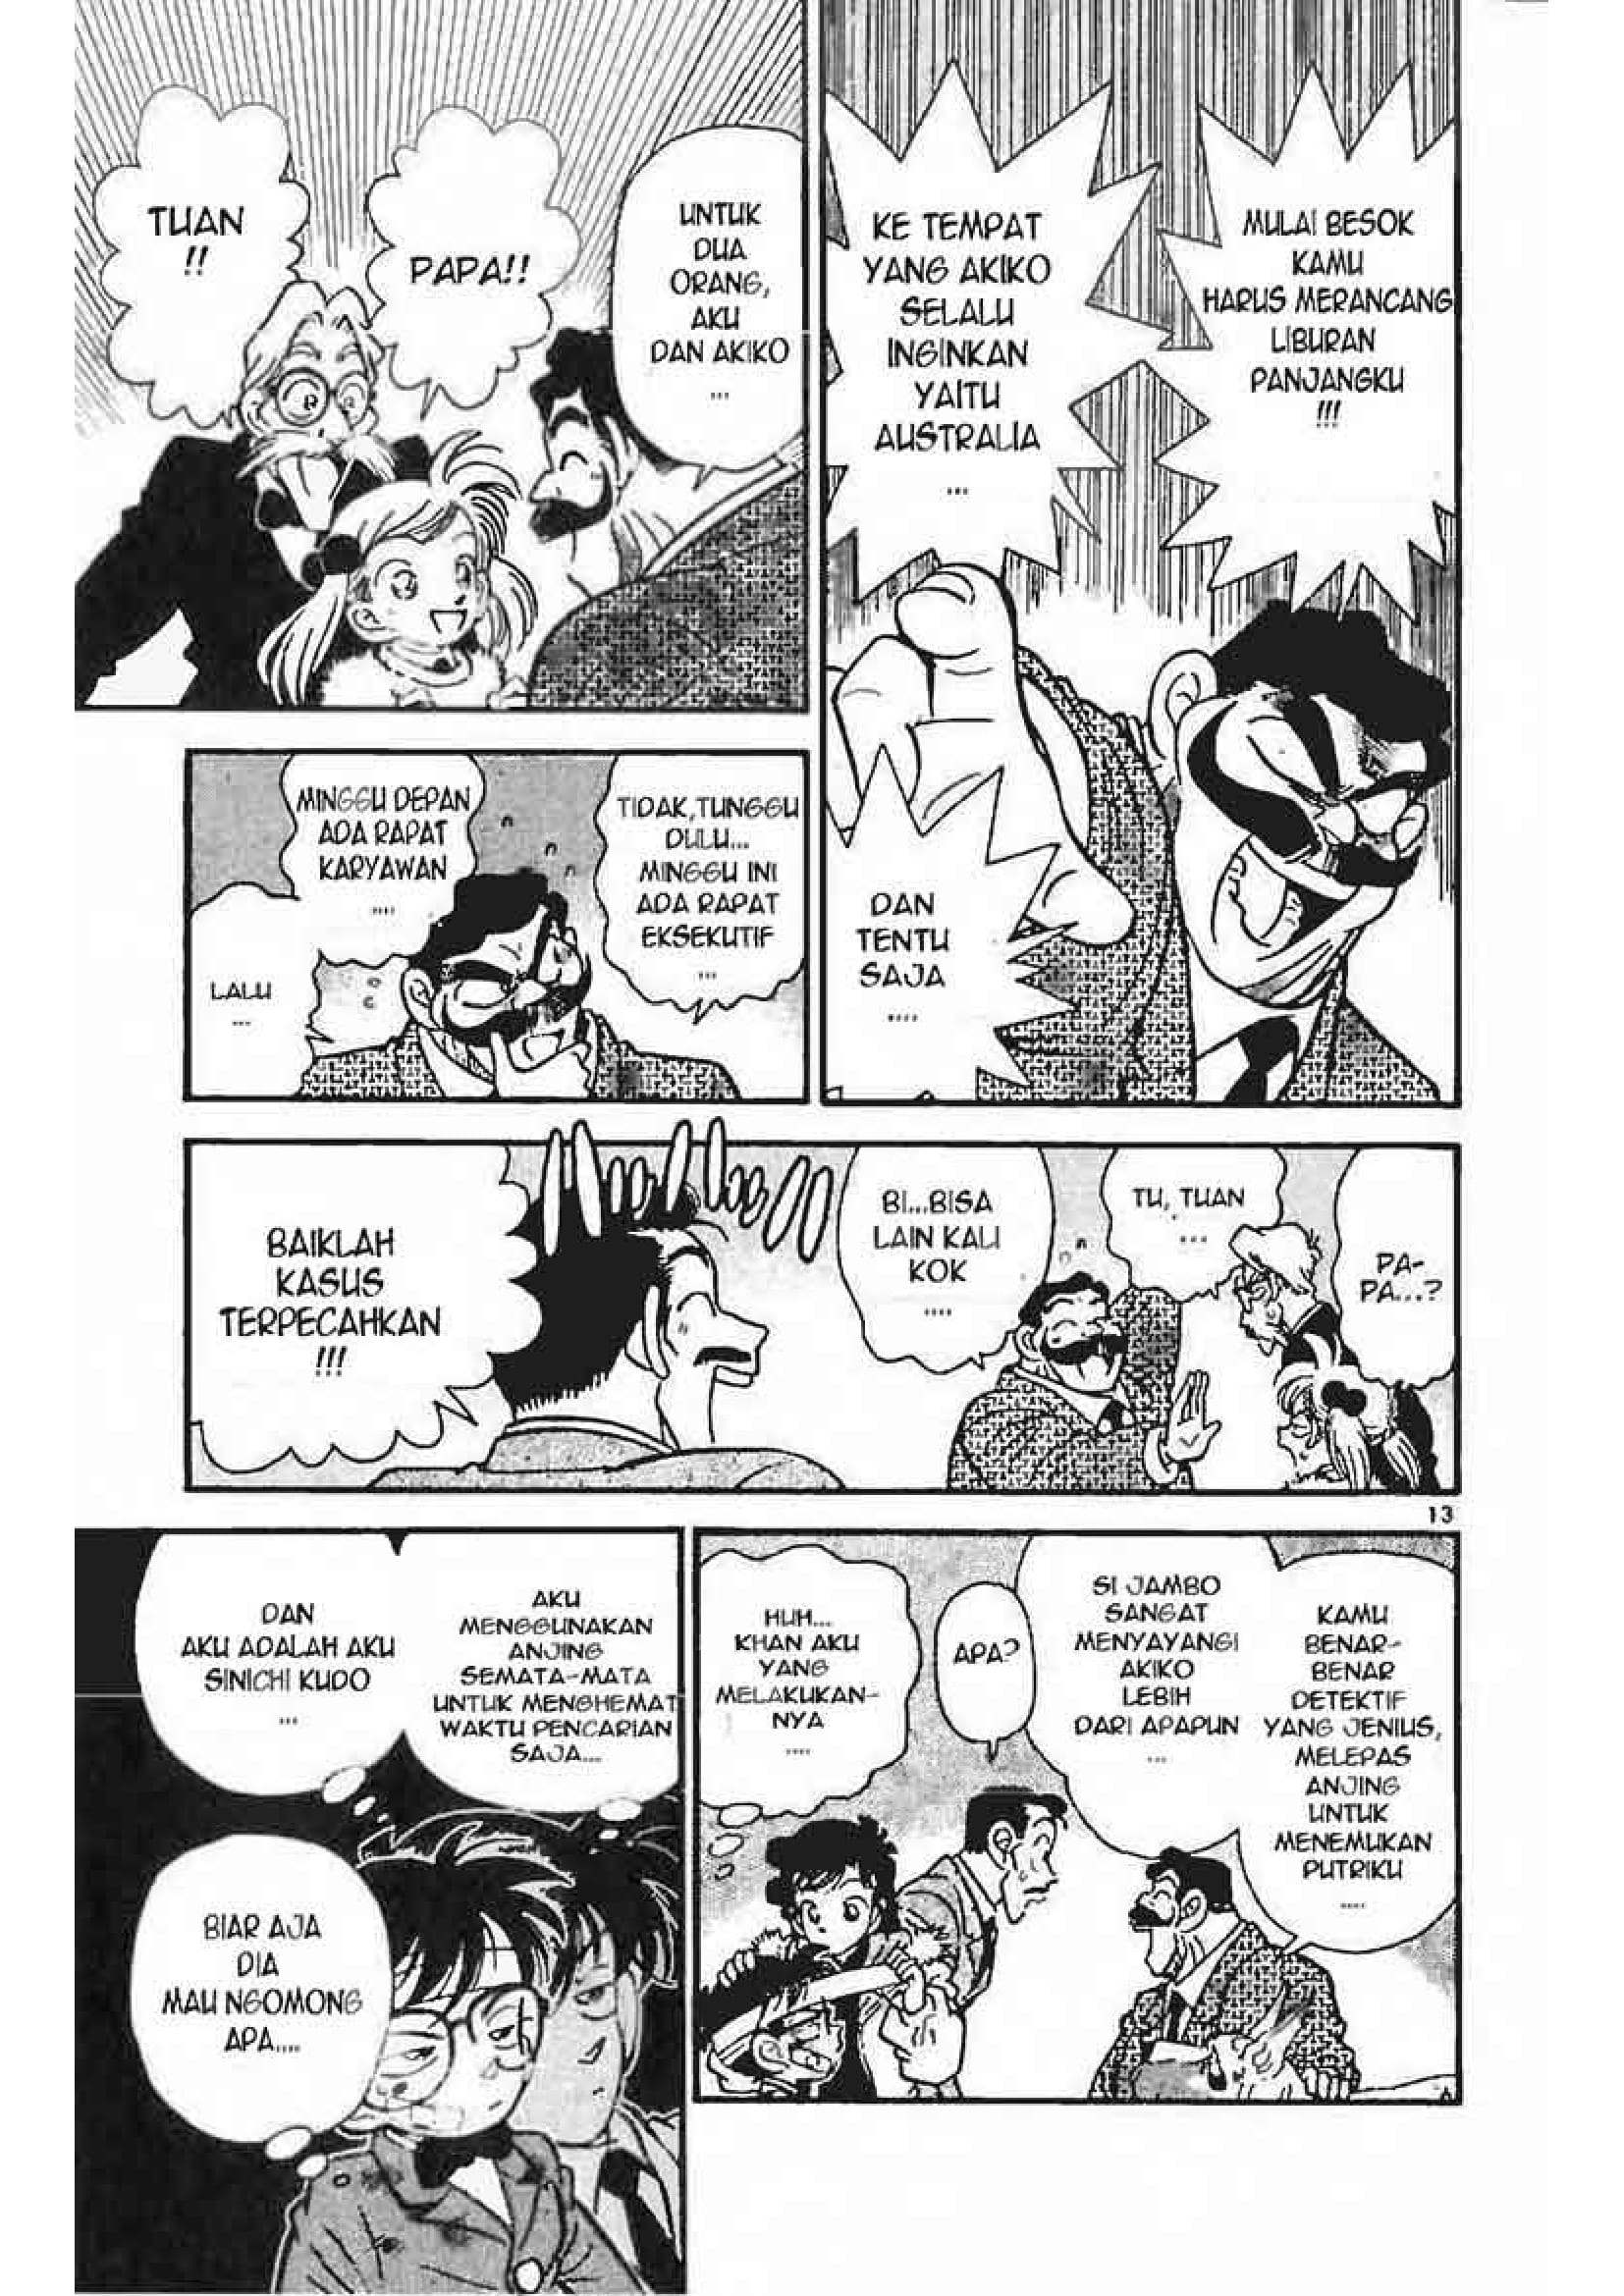 MULAI BESOK
KAMU
HARUS MERANCANG
LIBURAN
PANJANGKU
!!!
KE TEMPAT
YANG AKIKO
SELALU
INGINKAN
YAITU
AUSTRALIA
...
DAN
TENTU
SAJA
....
UNTUK
DUA
ORANG,
AKU
DAN AKIKO
...
PAPA!!
TUAN
!!
TIDAK,TUNGGU
DULU...
MINGGU INI
ADA RAPAT
EKSEKUTIF
...
MINGGU DEPAN
ADA RAPAT
KARYAWAN
....
LALU
...
PA-
PA...?
TU, TUAN
...
BI...BISA
LAIN KALI
KOK
....
BAIKLAH
KASUS
TERPECAHKAN
!!!
13
KAMU
BENAR-
BENAR
DETEKTIF
YANG JENIUS,
MELEPAS
ANJING
UNTUK
MENEMUKAN
PUTRIKU
....
SI JAMBO
SANGAT
MENYAYANGI
AKIKO
LEBIH
DARI APAPUN
...
APA?
HUH...
KHAN AKU
YANG
MELAKUKAN-
NYA
....
AKU
MENGGUNAKAN
ANJING
SEMATA-MATA
UNTUK MENGHEMAT
WAKTU PENCARIAN
SAJA...
DAN
AKU ADALAH AKU
SINICHI KUDO
...
BIAR AJA
DIA
MAU NGOMONG
APA....